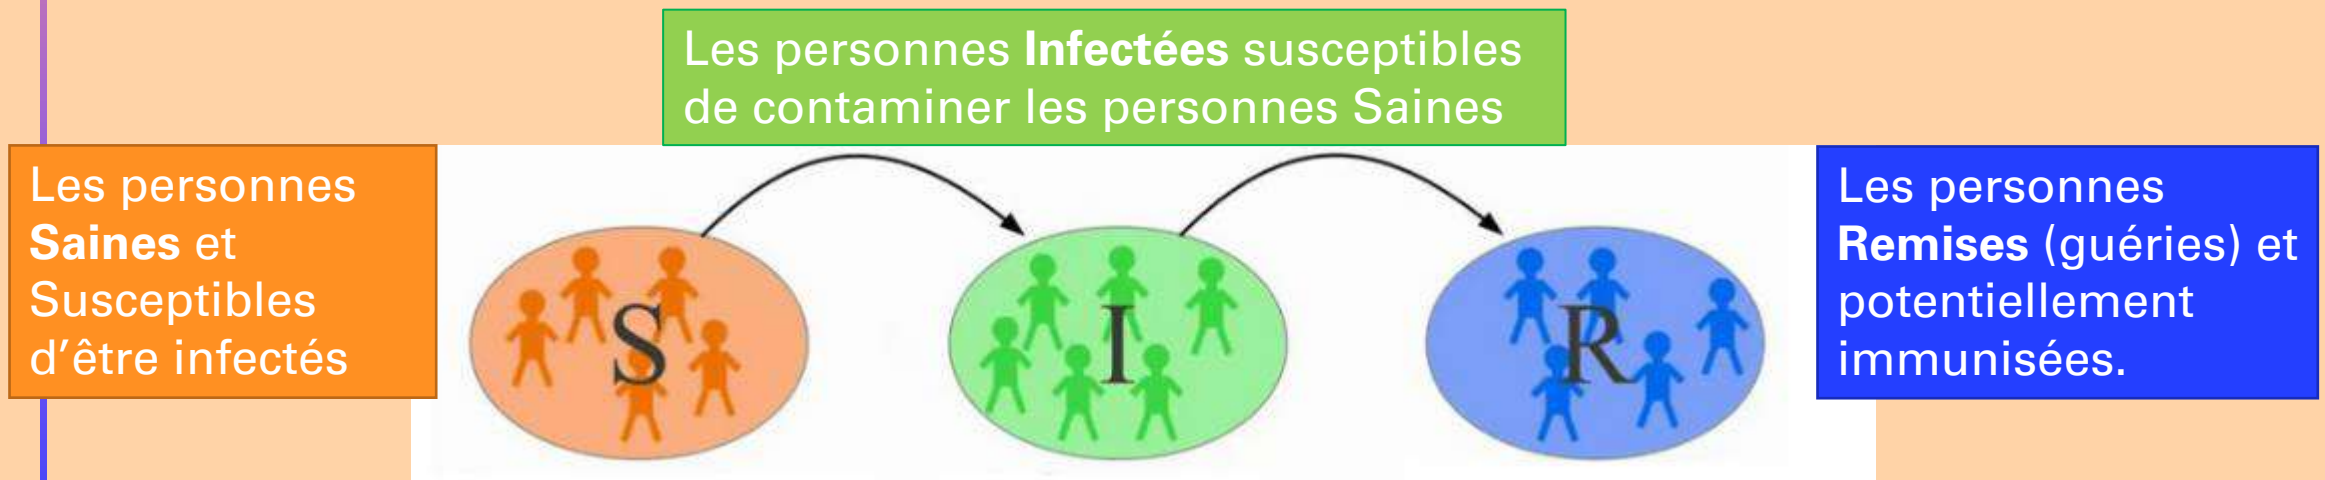 Les personnes Infectées susceptibles
de contaminer les personnes Saines
Les personnes
Saines et
Susceptibles
d’être infectés
S
I
R
Les personnes
Remises (guéries) et
potentiellement
immunisées.